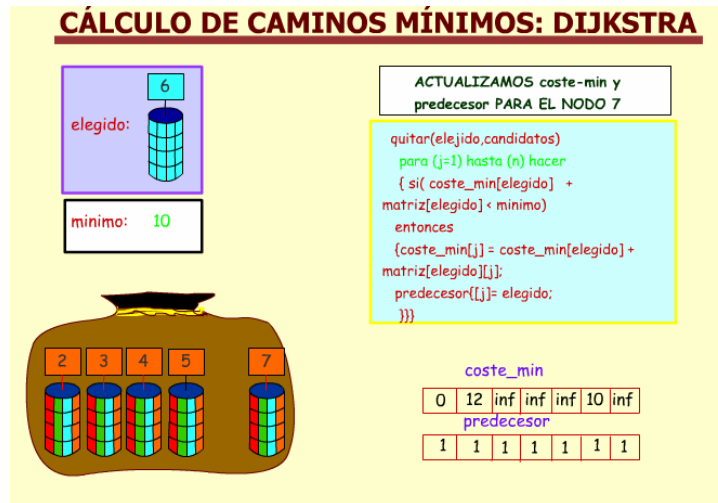 CÁLCULO DE CAMINOS MÍNIMOS: DIJKSTRA
6
elegido:
minimo: 10
2 3 4 5 7
ACTUALIZAMOS coste-min y
predecesor PARA EL NODO 7
quitar(elejido,candidatos)
para (j=1) hasta (n) hacer
{ si( coste_min[elegido] +
matriz[elegido] < minimo)
entonces
{coste_min[j] = coste_min[elegido] +
matriz[elegido][j];
predecesor{[j]= elegido;
}}}
coste_min
0 12 inf inf inf 10 inf
predecesor
1 1 1 1 1 1 1